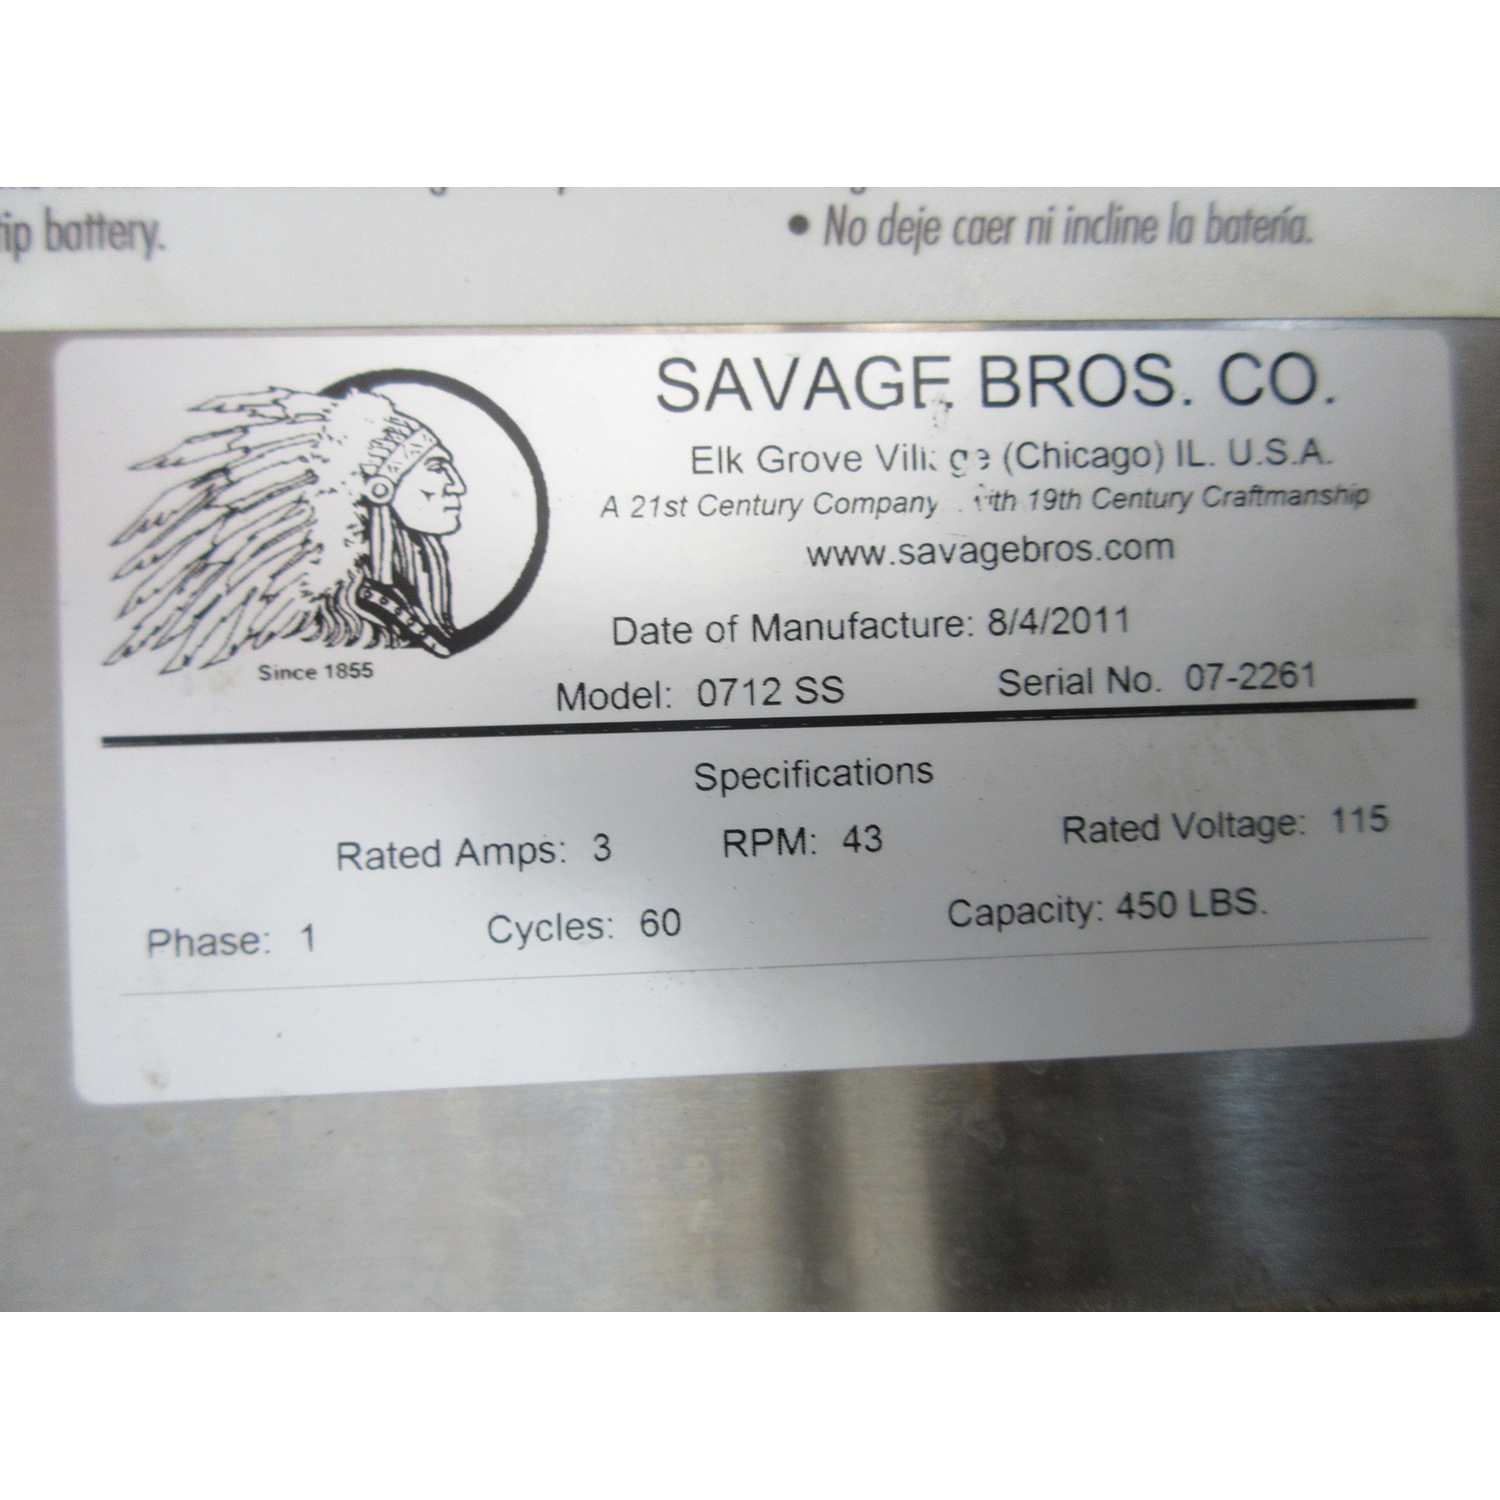 tip battery.
• No deje caer ni incline la batería.
SAVAGE BROS. CO.
Elk Grove Village (Chicago) IL. U.S.A.
A 21st Century Company with 19th Century Craftmanship
www.savagebros.com
Date of Manufacture: 8/4/2011
Since 1855
Model: 0712 SS Serial No. 07-2261
Specifications
Rated Amps: 3 RPM: 43 Rated Voltage: 115
Phase: 1 Cycles: 60 Capacity: 450 LBS.